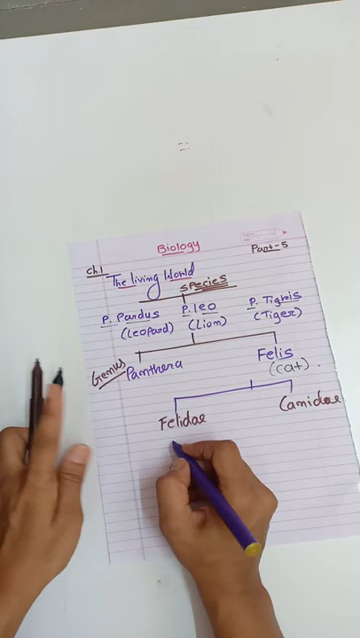 Biology
Part-5
Ch.1
The living World
Species
P. Pardus P. leo P. Tigris
(Leopard) (Lion) (Tiger)
Genus Panthera Felis
(cat).
Felidae Canidae